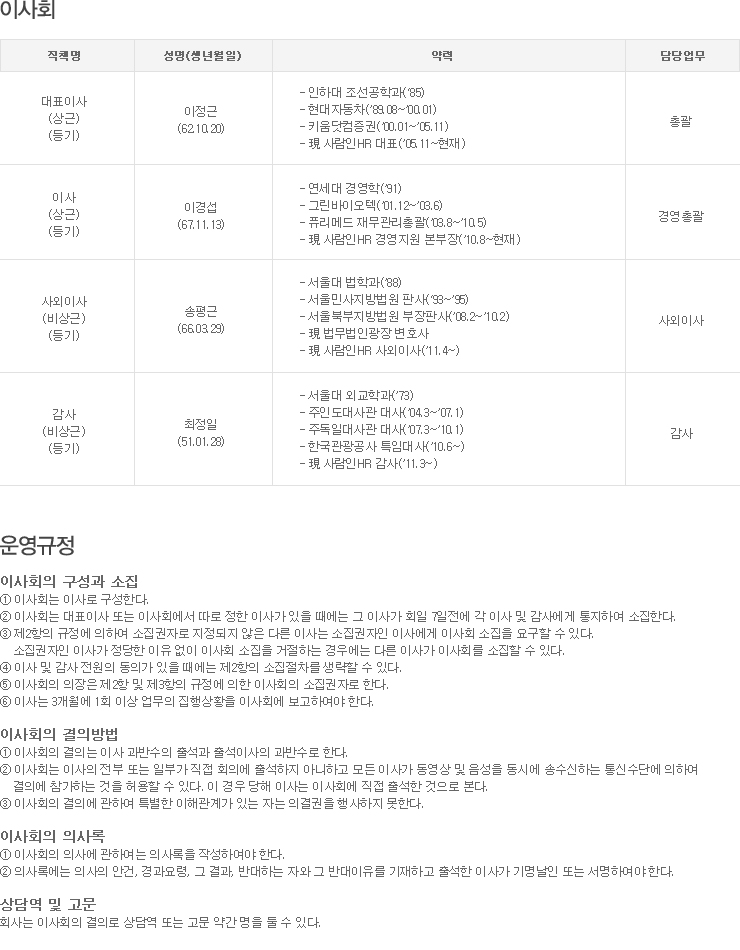 이사회
직책명 성명(생년월일) 약력 담당업무
대표이사
(상근)
(등기)
이정근
(62.10.20)
- 인하대 조선공학과('85)
- 현대자동차('89.08~'00.01)
- 키움닷컴증권('00.01~'05.11)
- 現 사람인HR 대표('05.11~현재)
총괄
이사
(상근)
(등기)
이경섭
(67.11.13)
- 연세대 경영학('91)
- 그린바이오텍('01.12~'03.6)
- 퓨리메드 재무관리총괄('03.8~'10.5)
- 現 사람인HR 경영지원 본부장('10.8~현재)
경영총괄
사외이사
(비상근)
(등기)
송평근
(66.03.29)
- 서울대 법학과('88)
- 서울민사지방법원 판사('93~'95)
- 서울북부지방법원 부장판사('08.2~'10.2)
- 現 법무법인광장 변호사
- 現 사람인HR 사외이사('11.4~)
사외이사
감사
(비상근)
(등기)
최정일
(51.01.28)
- 서울대 외교학과('73)
- 주인도대사관 대사('04.3~'07.1)
- 주독일대사관 대사('07.3~'10.1)
- 한국관광공사 특임대사('10.6~)
- 現 사람인HR 감사('11.3~)
감사
운영규정
이사회의 구성과 소집
① 이사회는 이사로 구성한다.
② 이사회는 대표이사 또는 이사회에서 따로 정한 이사가 있을 때에는 그 이사가 회일 7일전에 각 이사 및 감사에게 통지하여 소집한다.
③ 제2항의 규정에 의하여 소집권자로 지정되지 않은 다른 이사는 소집권자인 이사에게 이사회 소집을 요구할 수 있다.
소집권자인 이사가 정당한 이유 없이 이사회 소집을 거절하는 경우에는 다른 이사가 이사회를 소집할 수 있다.
④ 이사 및 감사 전원의 동의가 있을 때에는 제2항의 소집절차를 생략할 수 있다.
⑤ 이사회의 의장은 제2항 및 제3항의 규정에 의한 이사회의 소집권자로 한다.
⑥ 이사는 3개월에 1회 이상 업무의 집행상황을 이사회에 보고하여야 한다.
이사회의 결의방법
① 이사회의 결의는 이사 과반수의 출석과 출석이사의 과반수로 한다.
② 이사회는 이사의 전부 또는 일부가 직접 회의에 출석하지 아니하고 모든 이사가 동영상 및 음성을 동시에 송수신하는 통신수단에 의하여
결의에 참가하는 것을 허용할 수 있다. 이 경우 당해 이사는 이사회에 직접 출석한 것으로 본다.
③ 이사회의 결의에 관하여 특별한 이해관계가 있는 자는 의결권을 행사하지 못한다.
이사회의 의사록
① 이사회의 의사에 관하여는 의사록을 작성하여야 한다.
② 의사록에는 의사의 안건, 경과요령, 그 결과, 반대하는 자와 그 반대이유를 기재하고 출석한 이사가 기명날인 또는 서명하여야 한다.
상담역 및 고문
회사는 이사회의 결의로 상담역 또는 고문 약간 명을 둘 수 있다.